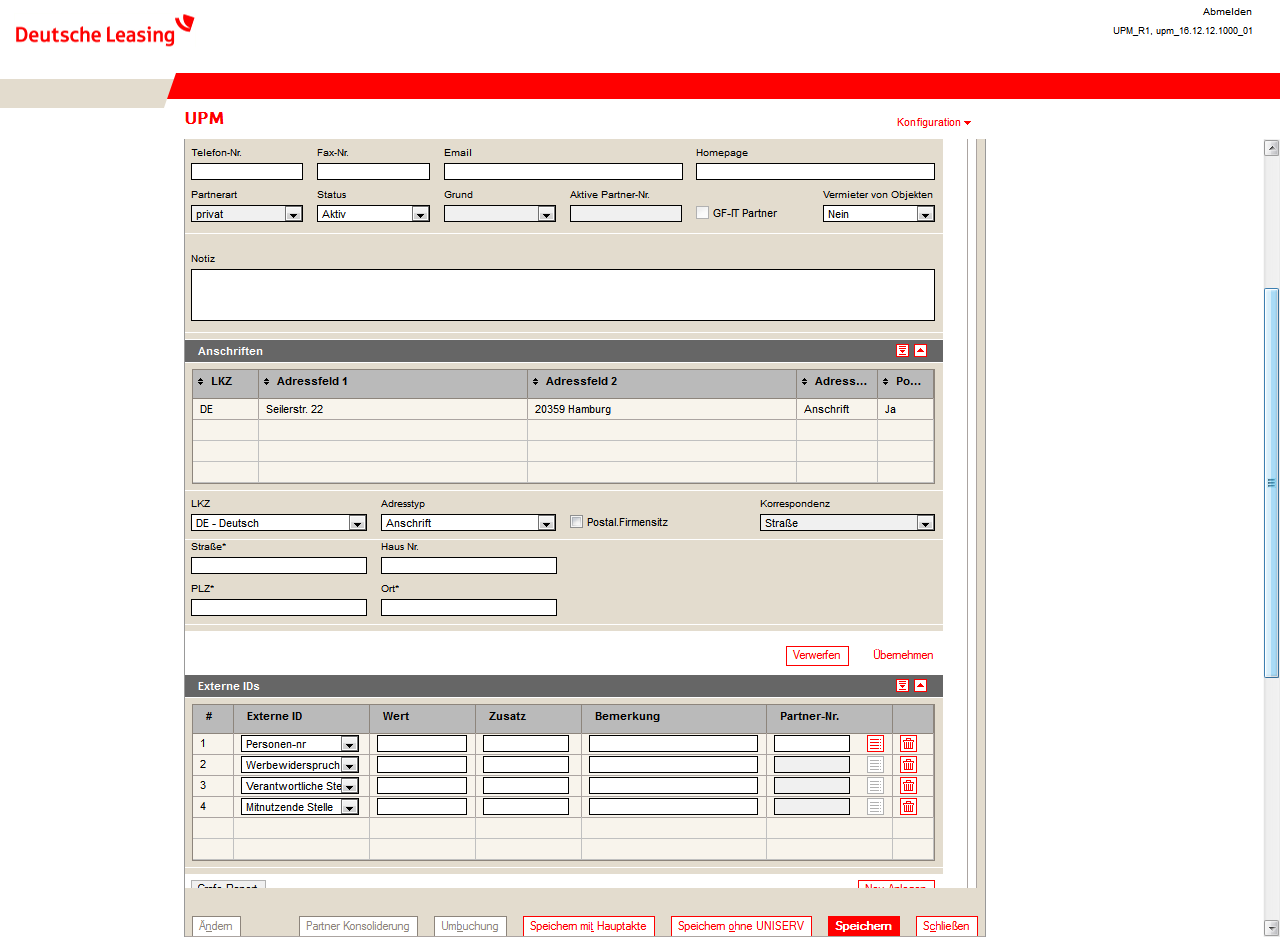 Abmelden
Deutsche Leasing
UPM_R1, upm_16.12.12.1000_01
UPM
Konfiguration
Telefon-Nr. Fax-Nr. Email Homepage
Partnerart Status Grund Aktive Partner-Nr. Vermieter von Objekten
privat Aktiv GF-IT Partner Nein
Notiz
Anschriften
LKZ Adressfeld 1 Adressfeld 2 Adress... Po...
DE Seilerstr. 22 20359 Hamburg Anschrift Ja
LKZ Adresstyp Korrespondenz
DE - Deutsch Anschrift Postal.Firmensitz Straße
Straße* Haus Nr.
PLZ* Ort*
Verwerfen Übernehmen
Externe IDs
# Externe ID Wert Zusatz Bemerkung Partner-Nr.
1 Personen-nr
2 Werbewiderspruch
3 Verantwortliche Ste
4 Mitnutzende Stelle
Ändern Partner Konsolidierung Umbuchung Speichern mit Hauptakte Speichern ohne UNISERV Speichern Schließen